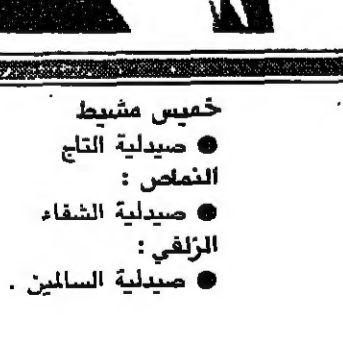 خميس مشيط
● صيدلية التاج
النماص :
● صيدلية الشفاء
الزلفي :
● صيدلية السالمين .